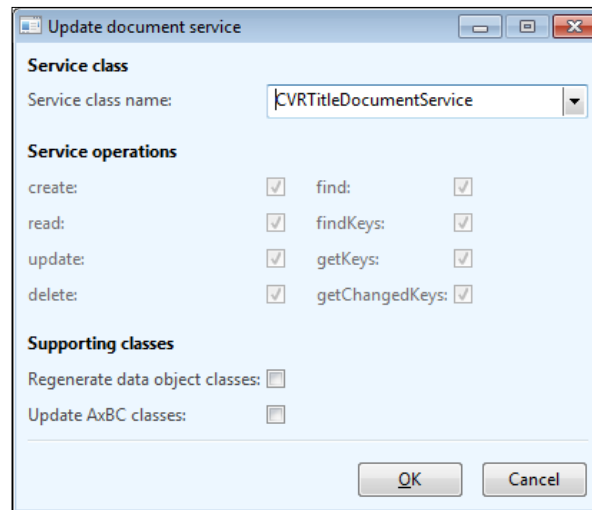 Update document service
Service class
Service class name: CVRTitleDocumentService
Service operations
create: find:
read: findKeys:
update: getKeys:
delete: getChangedKeys:
Supporting classes
Regenerate data object classes:
Update AxBC classes:
OK Cancel